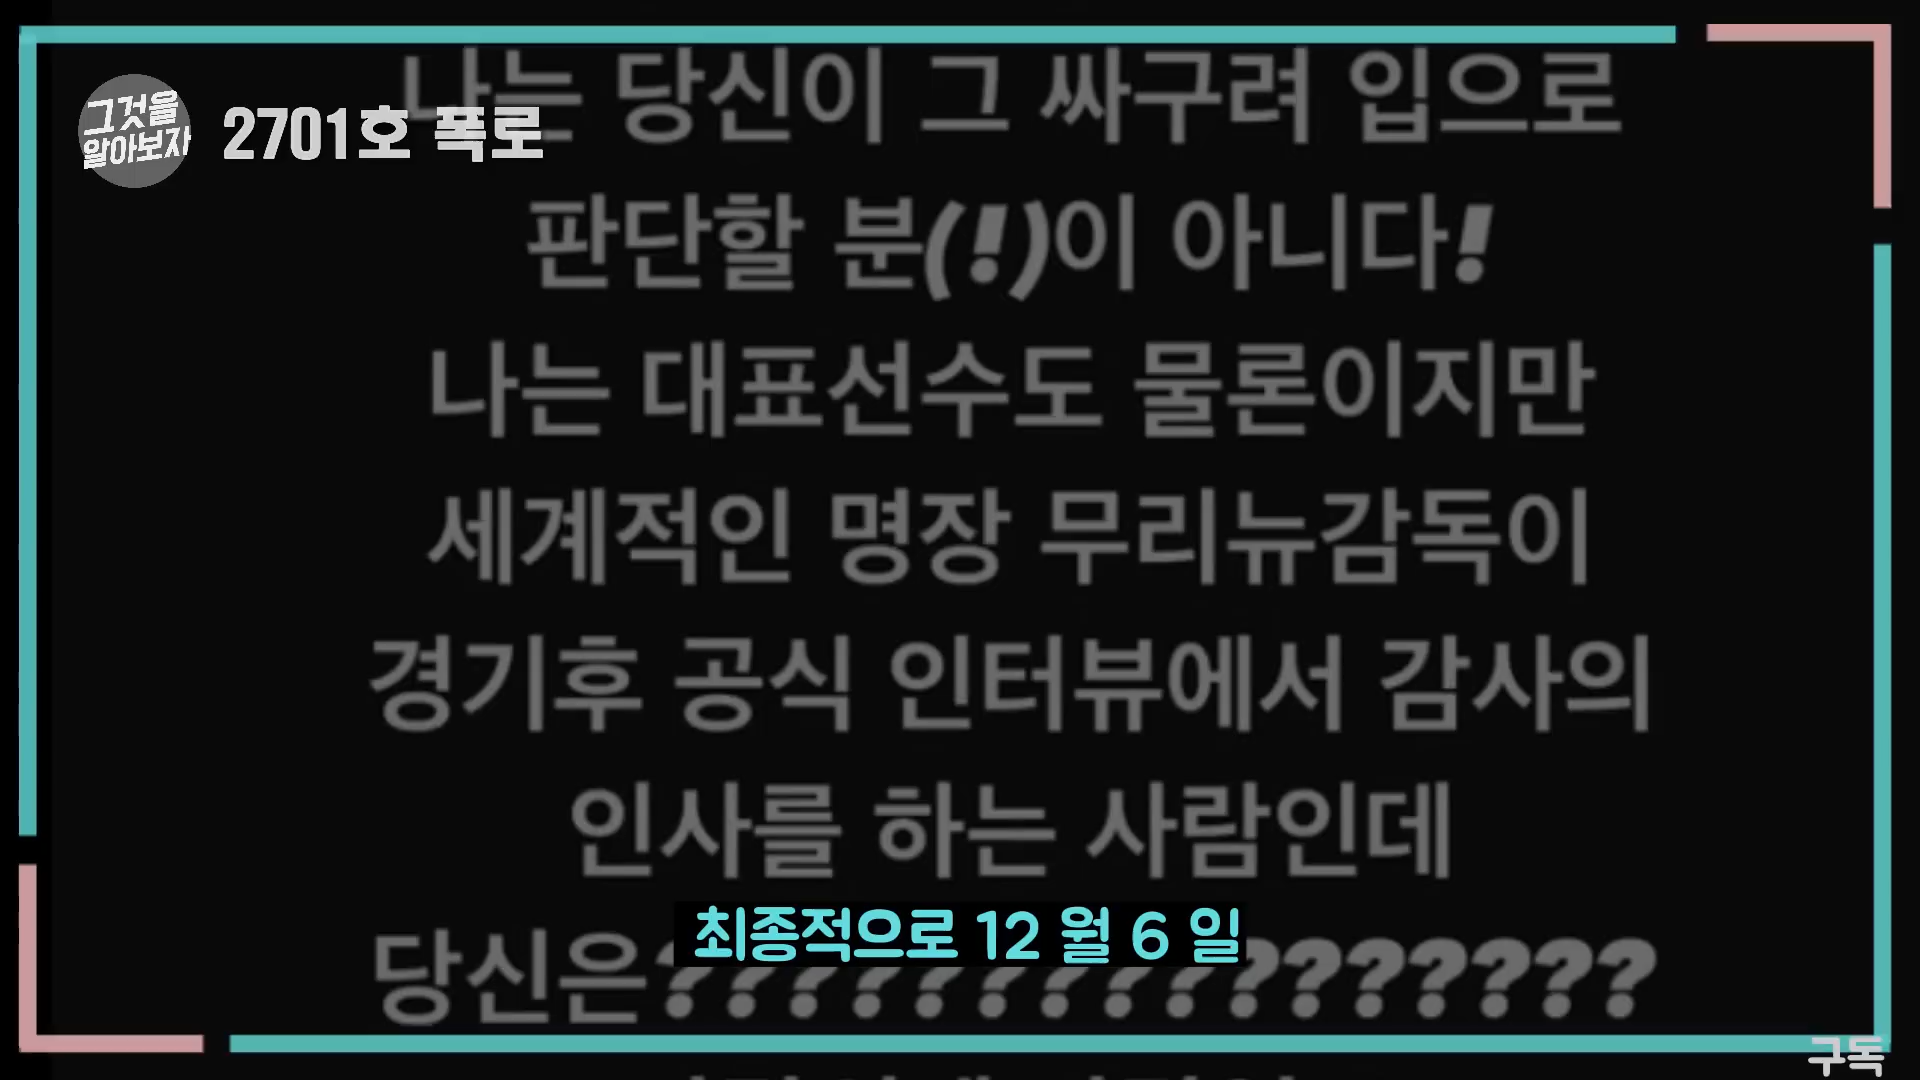 그것을
알아보자
2701호 폭로
나는 당신이 그 싸구려 입으로
판단할 분(!)이 아니다!
나는 대표선수도 물론이지만
세계적인 명장 무리뉴감독이
경기후 공식 인터뷰에서 감사의
인사를 하는 사람인데
당신은????????????????
최종적으로 12 월 6 일
구독